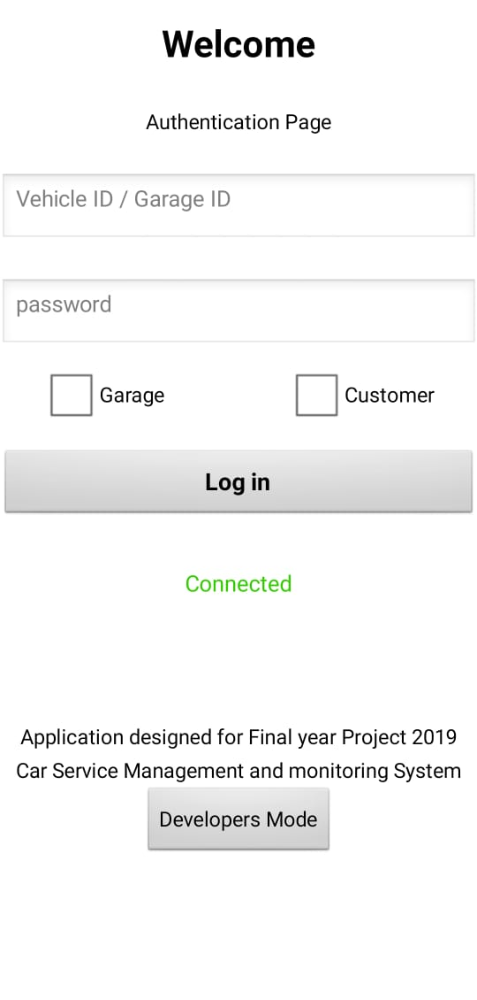 Welcome
Authentication Page
Vehicle ID / Garage ID
password
Garage Customer
Log in
Connected
Application designed for Final year Project 2019
Car Service Management and monitoring System
Developers Mode